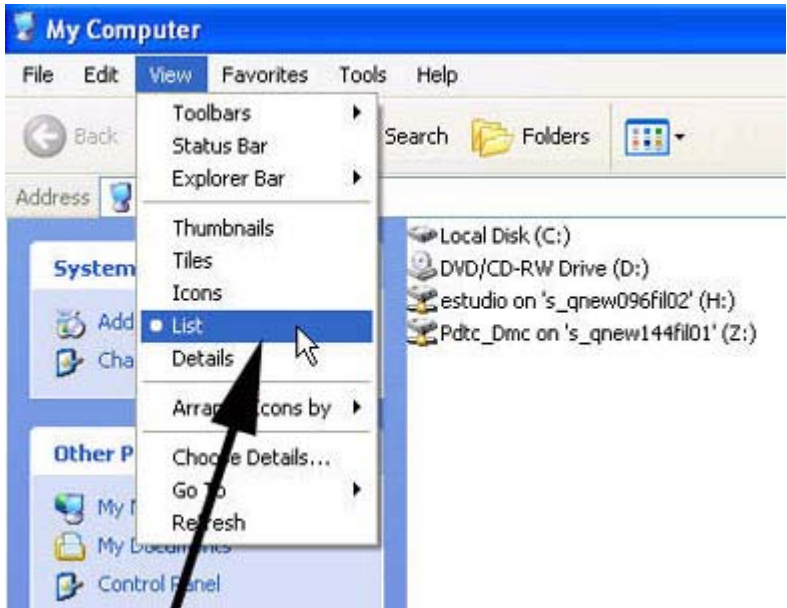 My Computer
File Edit View Favorites Tools Help
Back Search Folders
Address
Toolbars
Status Bar
Explorer Bar
Thumbnails
Tiles
Icons
List
Details
Arrange Icons by
Choose Details...
Go To
Refresh
System
Add
Cha
Other P
My
My Documents
Control Panel
Local Disk (C:)
DVD/CD-RW Drive (D:)
estudio on 's_qnew096fil02' (H:)
Pdtc_Dmc on 's_qnew144fil01' (Z:)